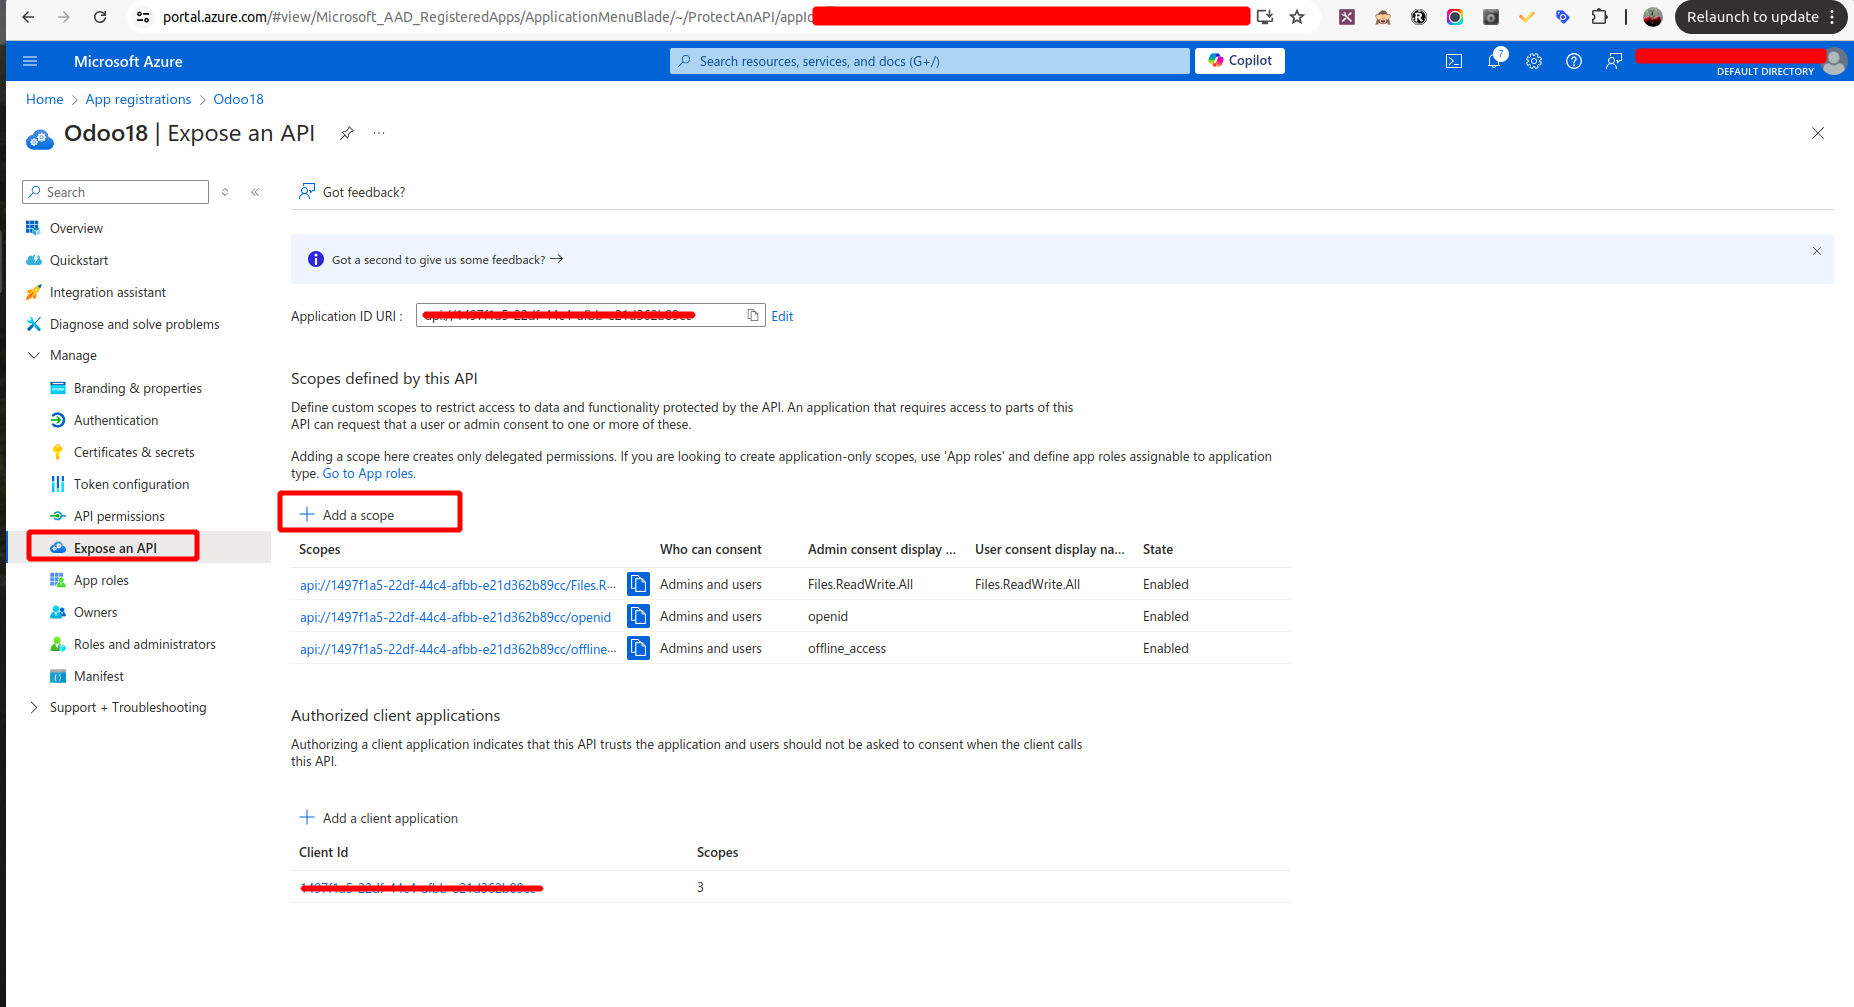 portal.azure.com/#view/Microsoft_AAD_RegisteredApps/ApplicationMenuBlade/~/ProtectAnAPI/appId
Relaunch to update
Microsoft Azure
Search resources, services, and docs (G+/)
Copilot
7
DEFAULT DIRECTORY
Home > App registrations > Odoo18
Odoo18 | Expose an API
Search
Got feedback?
Overview
Quickstart
Integration assistant
Diagnose and solve problems
Manage
Branding & properties
Authentication
Certificates & secrets
Token configuration
API permissions
Expose an API
App roles
Owners
Roles and administrators
Manifest
Support + Troubleshooting
Got a second to give us some feedback?
Application ID URI :
Edit
Scopes defined by this API
Define custom scopes to restrict access to data and functionality protected by the API. An application that requires access to parts of this
API can request that a user or admin consent to one or more of these.
Adding a scope here creates only delegated permissions. If you are looking to create application-only scopes, use 'App roles' and define app roles assignable to application
type. Go to App roles.
Add a scope
Scopes Who can consent Admin consent display ... User consent display na... State
api://1497f1a5-22df-44c4-afbb-e21d362b89cc/Files.R... Admins and users Files.ReadWrite.All Files.ReadWrite.All Enabled
api://1497f1a5-22df-44c4-afbb-e21d362b89cc/openid Admins and users openid Enabled
api://1497f1a5-22df-44c4-afbb-e21d362b89cc/offline... Admins and users offline_access Enabled
Authorized client applications
Authorizing a client application indicates that this API trusts the application and users should not be asked to consent when the client calls
this API.
Add a client application
Client Id Scopes
3